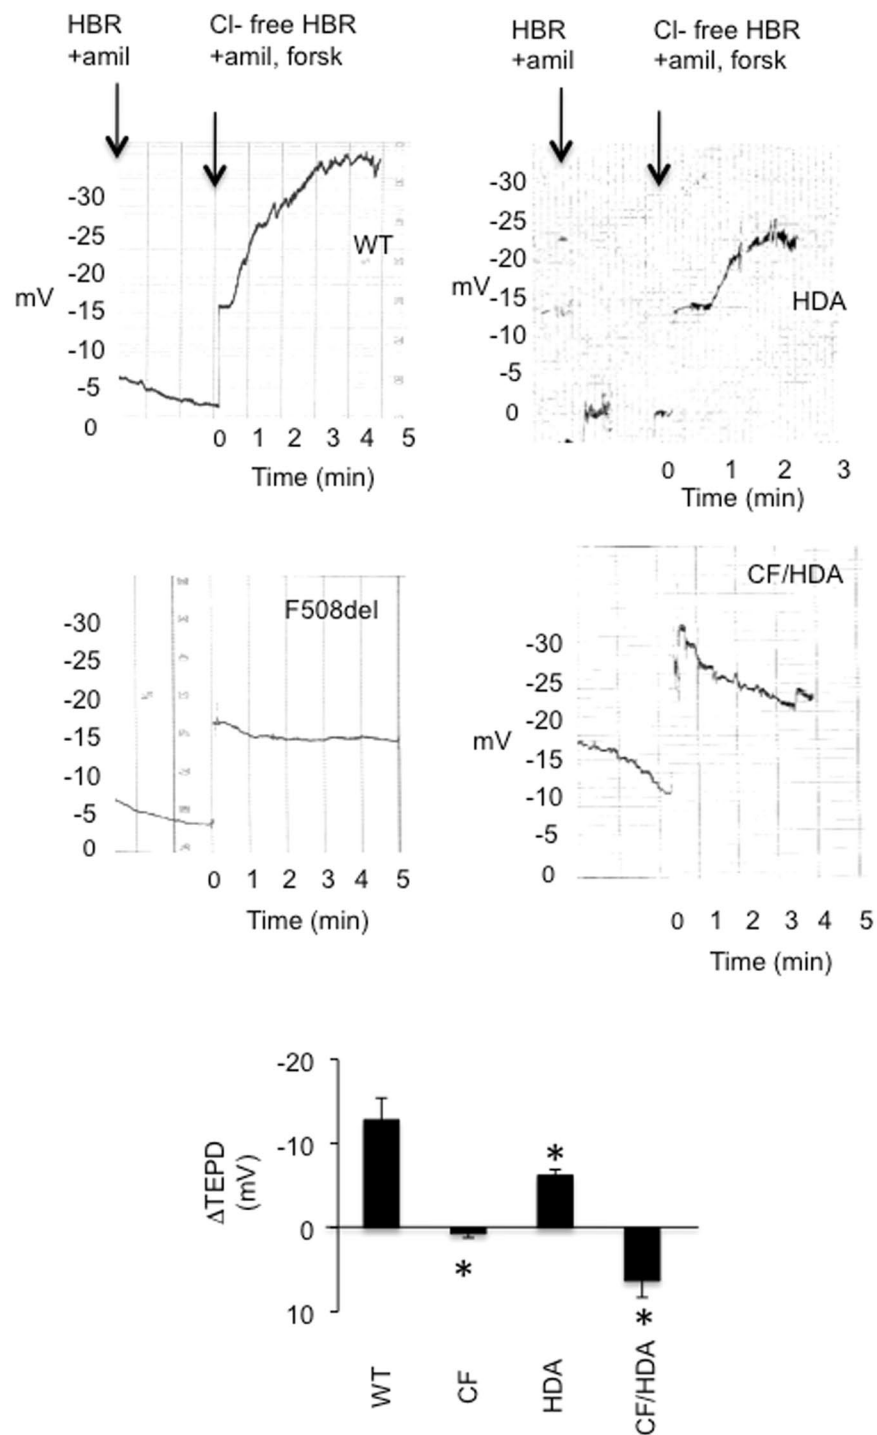 HBR
+amil
Cl- free HBR
+amil, forsk
HBR
+amil
Cl- free HBR
+amil, forsk
-30
-25
-20
mV
-15
-10
-5
0
WT
0 1 2 3 4 5
Time (min)
-30
-25
-20
mV
-15
-10
-5
0
HDA
0 1 2 3
Time (min)
F508del
-30
-25
-20
-15
-10
-5
0
0 1 2 3 4 5
Time (min)
CF/HDA
-30
-25
-20
mV
-15
-10
-5
0
0 1 2 3 4 5
Time (min)
-20
-10
0
10
ΔTEPD
(mV)
*
*
*
WT
CF
HDA
CF/HDA